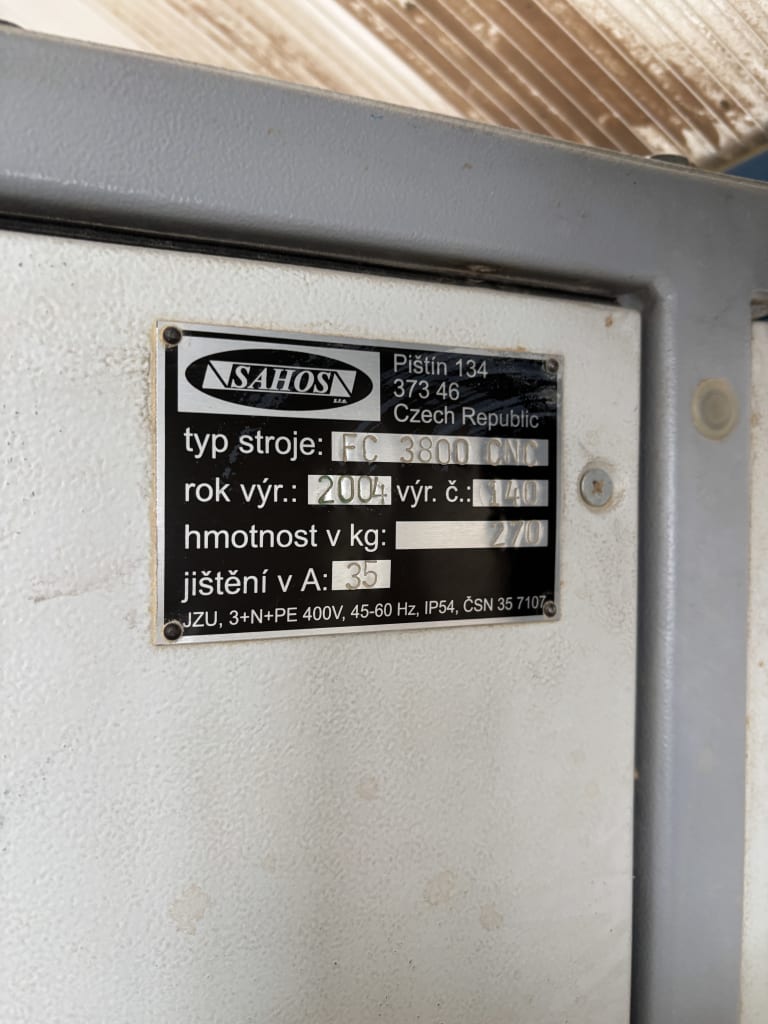 SAHOS
s.r.o.
Pištín 134
373 46
Czech Republic
typ stroje: FC 3800 CNC
rok výr.: 2004 výr. č.: 140
hmotnost v kg: 270
jištění v A: 35
JZU, 3+N+PE 400V, 45-60 Hz, IP54, ČSN 35 7107